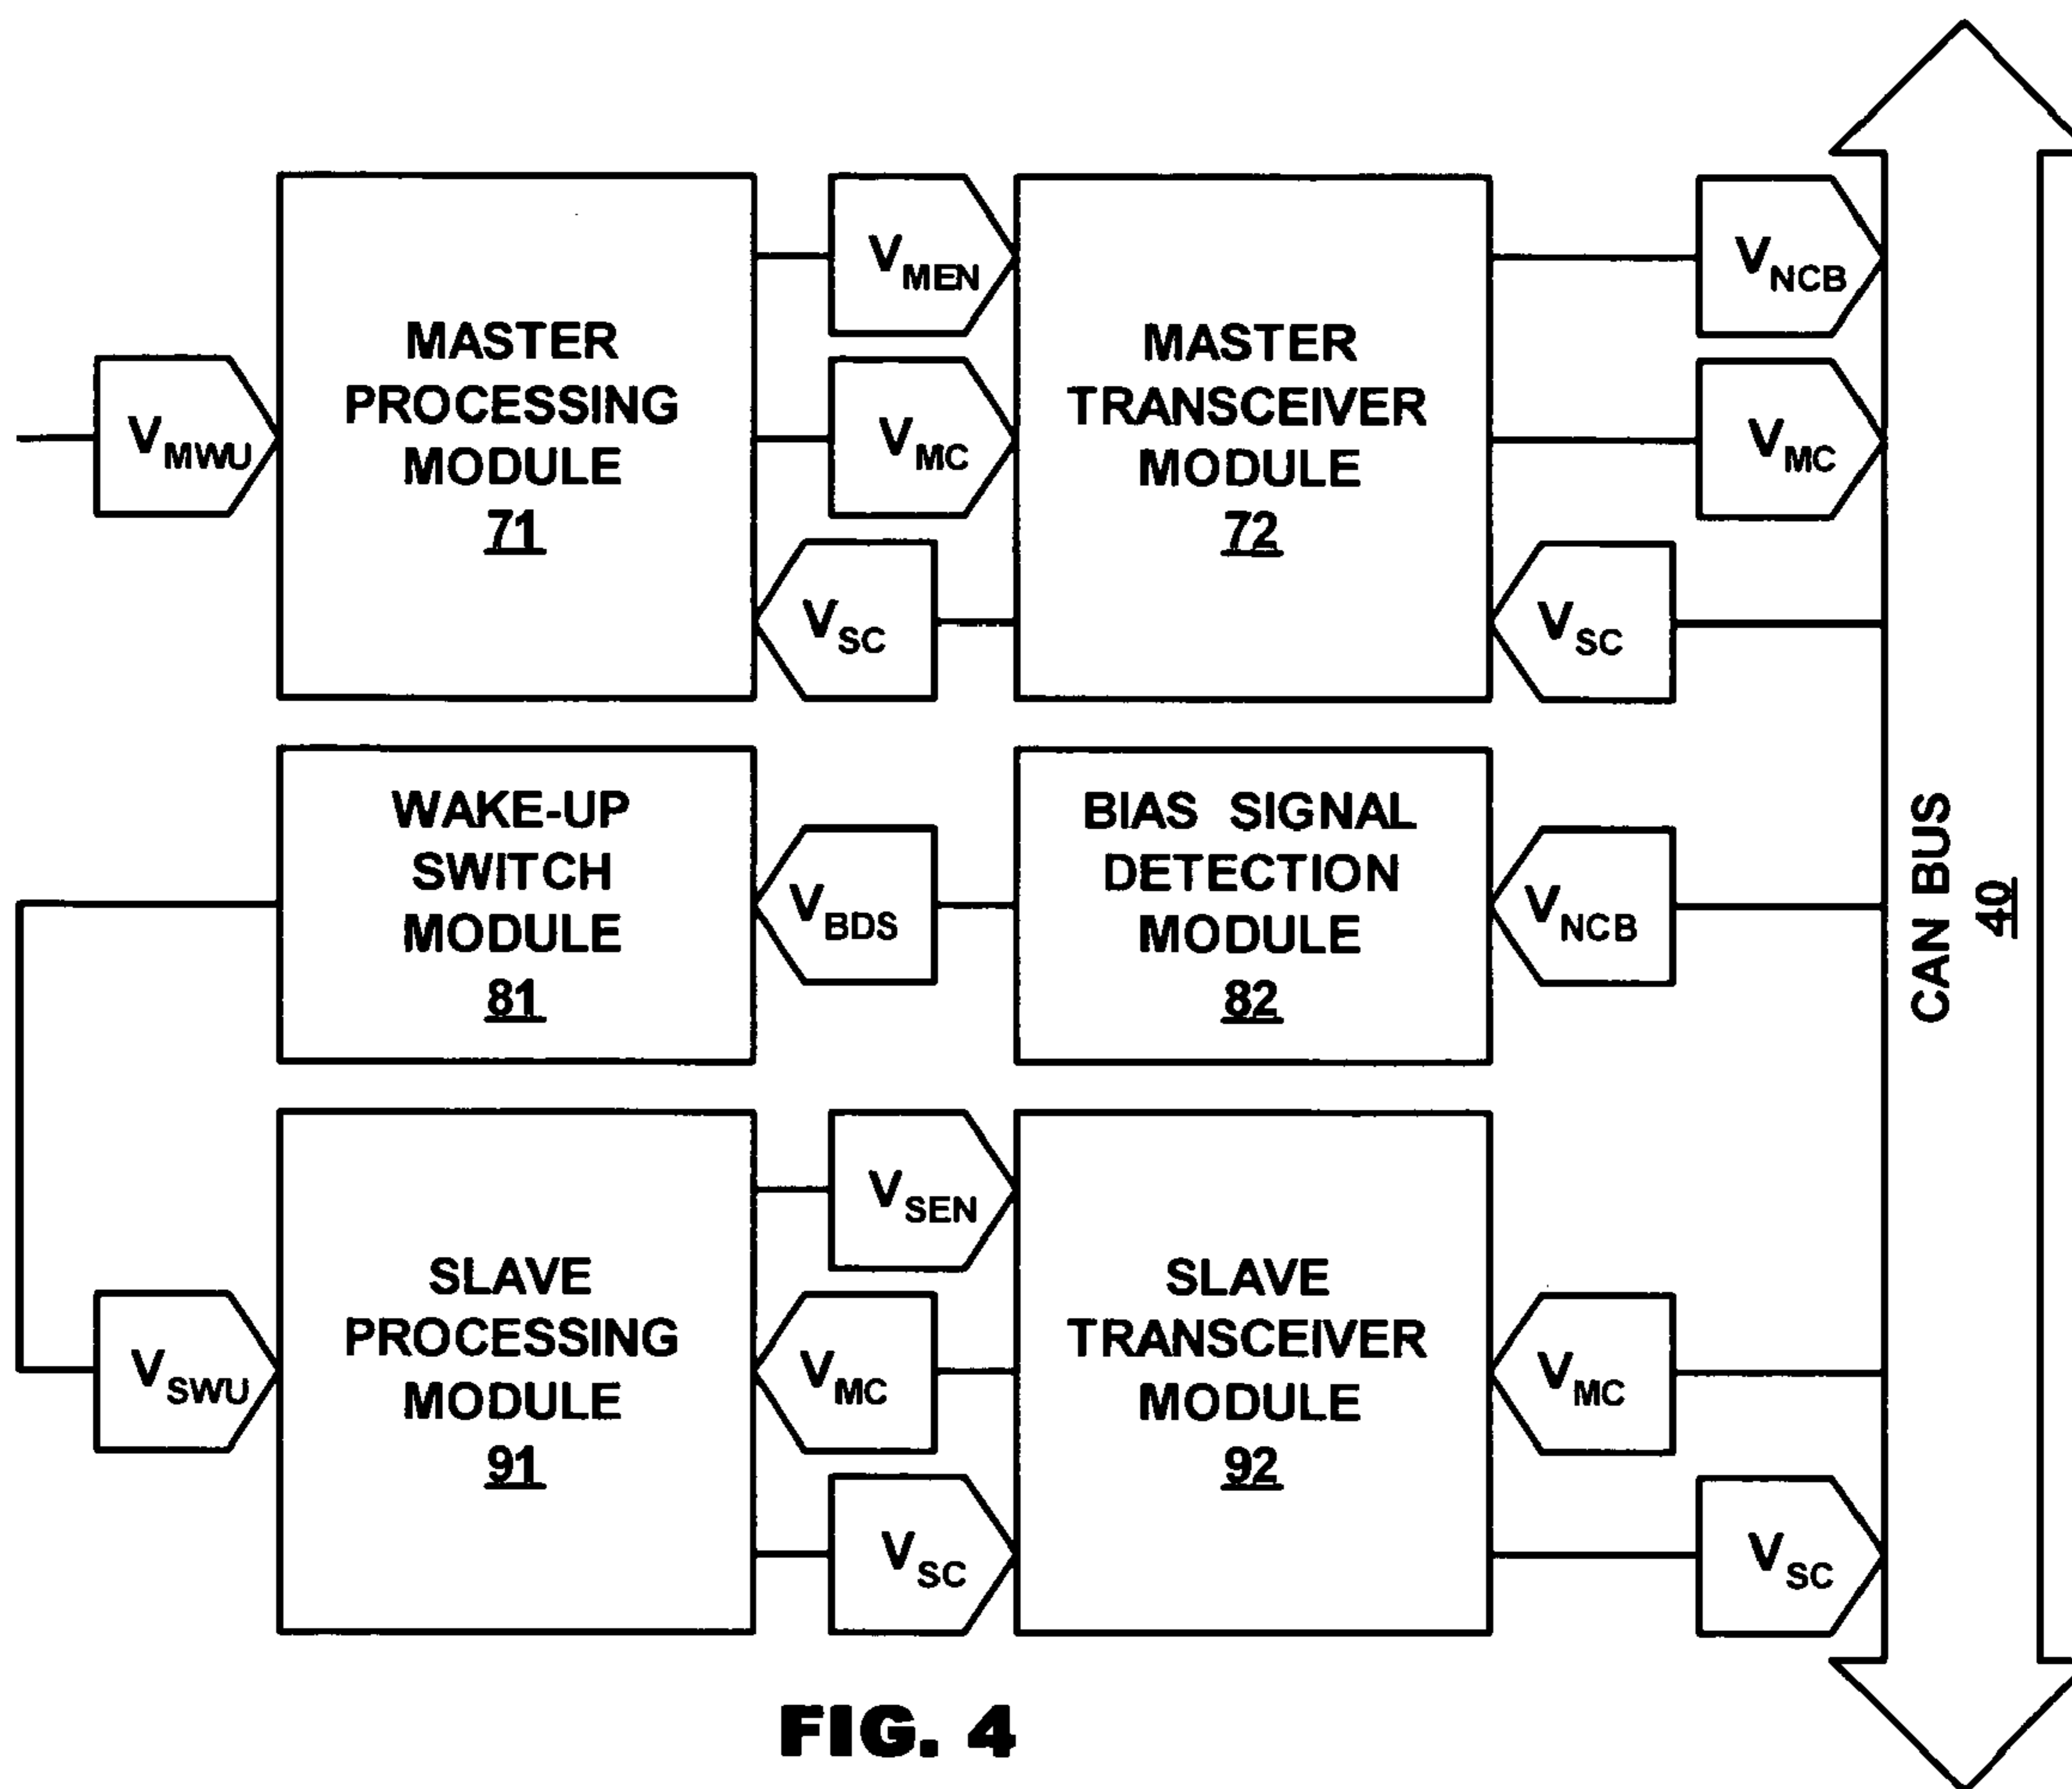 MASTER
PROCESSING
MODULE
71
V_MWU
V_MEN
V_MC
V_SC
MASTER
TRANSCEIVER
MODULE
72
V_NCB
V_MC
V_SC
WAKE-UP
SWITCH
MODULE
81
V_BDS
BIAS SIGNAL
DETECTION
MODULE
82
V_NCB
CAN BUS
40
V_SWU
SLAVE
PROCESSING
MODULE
91
V_SEN
V_MC
V_SC
SLAVE
TRANSCEIVER
MODULE
92
V_MC
V_SC
FIG. 4